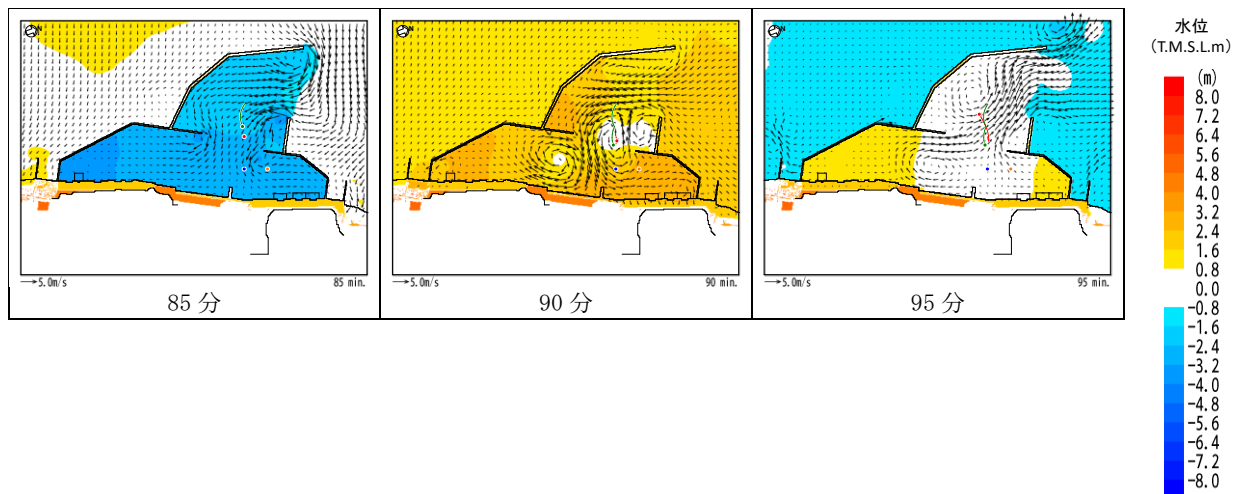 N
N
N
→5.0m/s
85 min.
→5.0m/s
90 min.
→5.0m/s
95 min.
85 分
90 分
95 分
水位
(T.M.S.L.m)
(m)
8.0
7.2
6.4
5.6
4.8
4.0
3.2
2.4
1.6
0.8
0.0
-0.8
-1.6
-2.4
-3.2
-4.0
-4.8
-5.6
-6.4
-7.2
-8.0